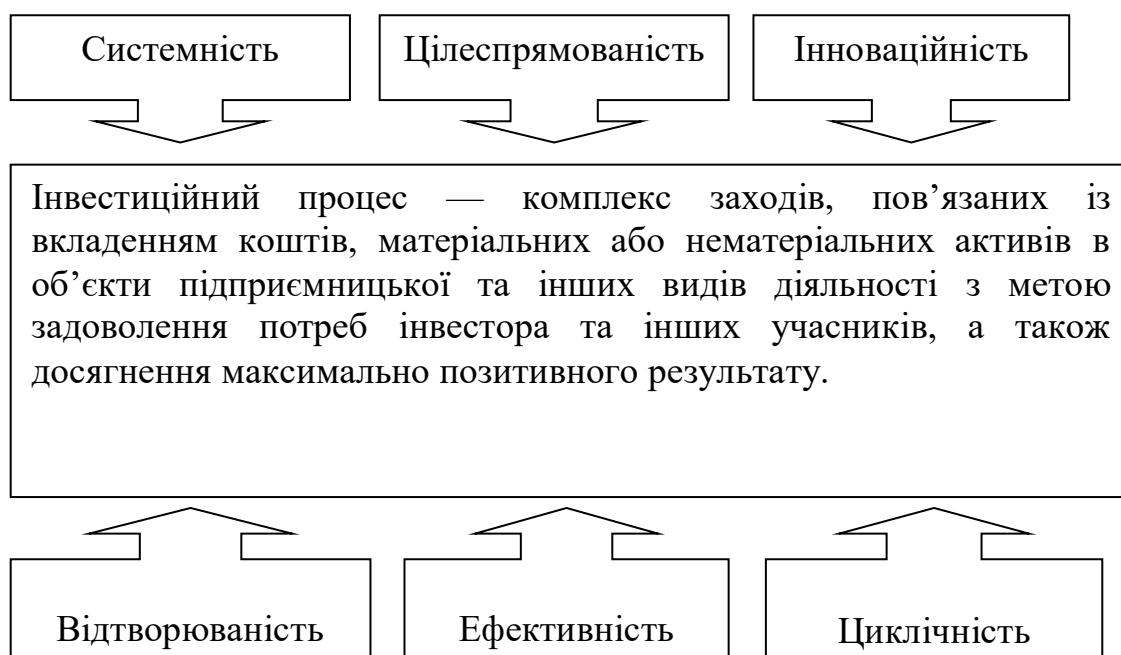 Системність
Цілеспрямованість
Інноваційність
Інвестиційний процес — комплекс заходів, пов’язаних із
вкладенням коштів, матеріальних або нематеріальних активів в
об’єкти підприємницької та інших видів діяльності з метою
задоволення потреб інвестора та інших учасників, а також
досягнення максимально позитивного результату.
Відтворюваність
Ефективність
Циклічність